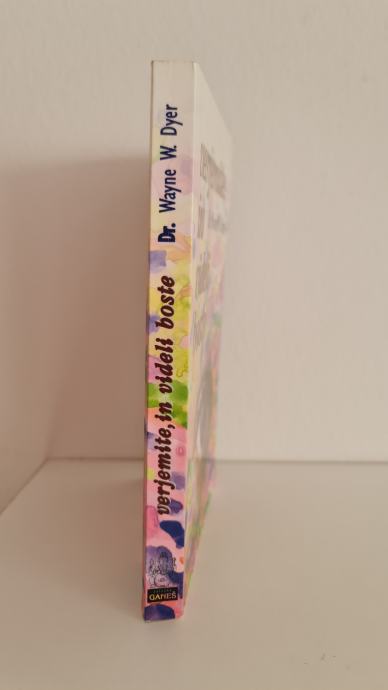 verjemite, in videli boste
Dr. Wayne W. Dyer
GANEŠ